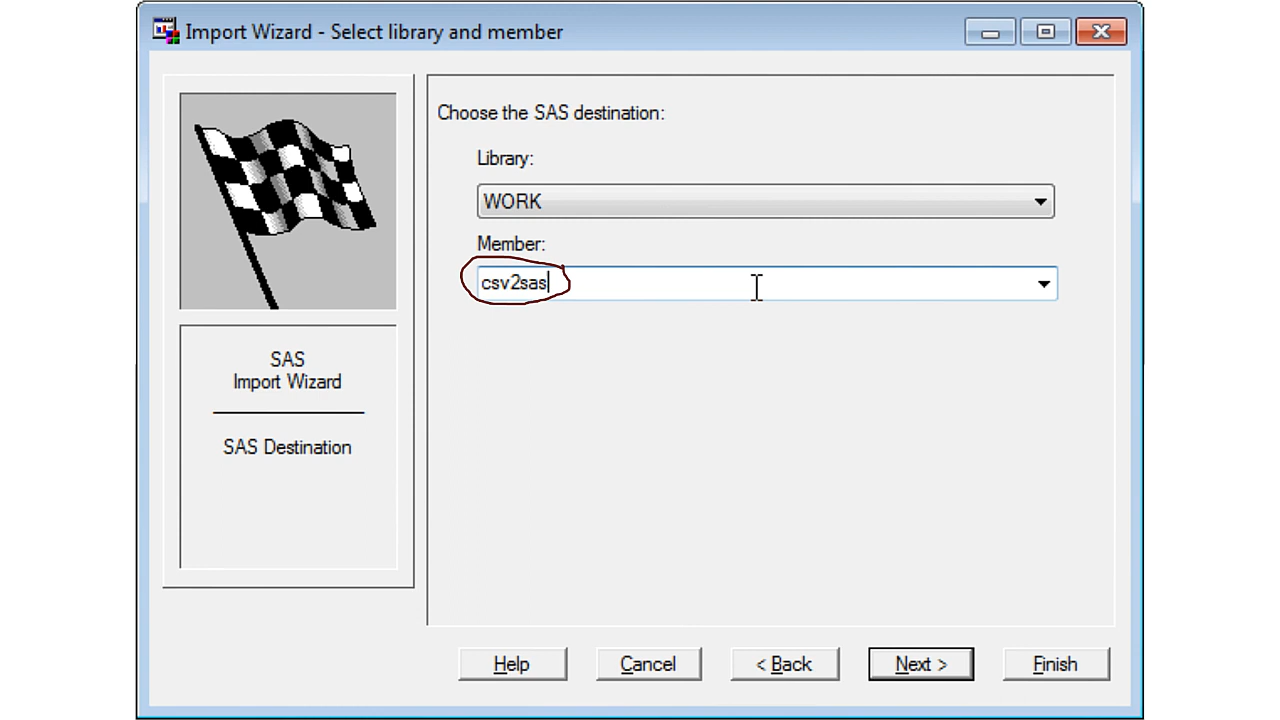 Import Wizard - Select library and member
Choose the SAS destination:
Library:
WORK
Member:
csv2sas
SAS
Import Wizard
SAS Destination
Help
Cancel
< Back
Next >
Finish